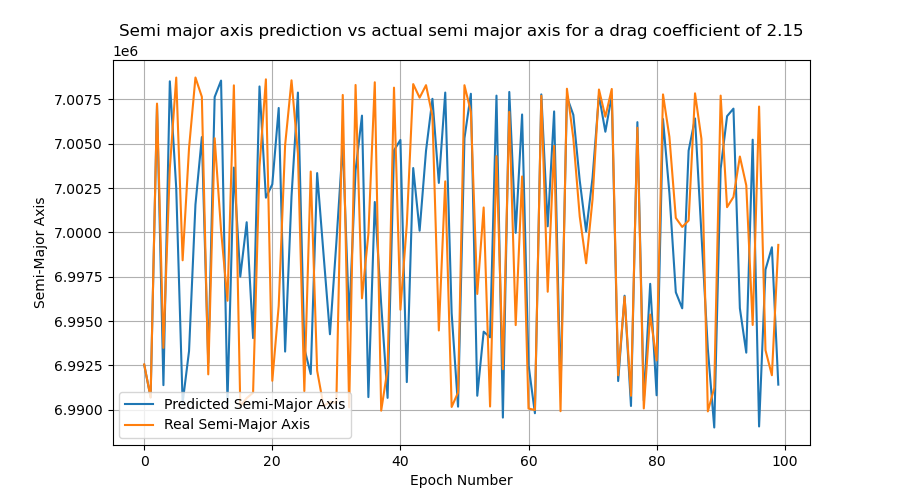 Semi major axis prediction vs actual semi major axis for a drag coefficient of 2.15
1e6
7.0075
7.0050
7.0025
7.0000
6.9975
6.9950
6.9925
6.9900
Semi-Major Axis
Predicted Semi-Major Axis
Real Semi-Major Axis
0 20 40 60 80 100
Epoch Number